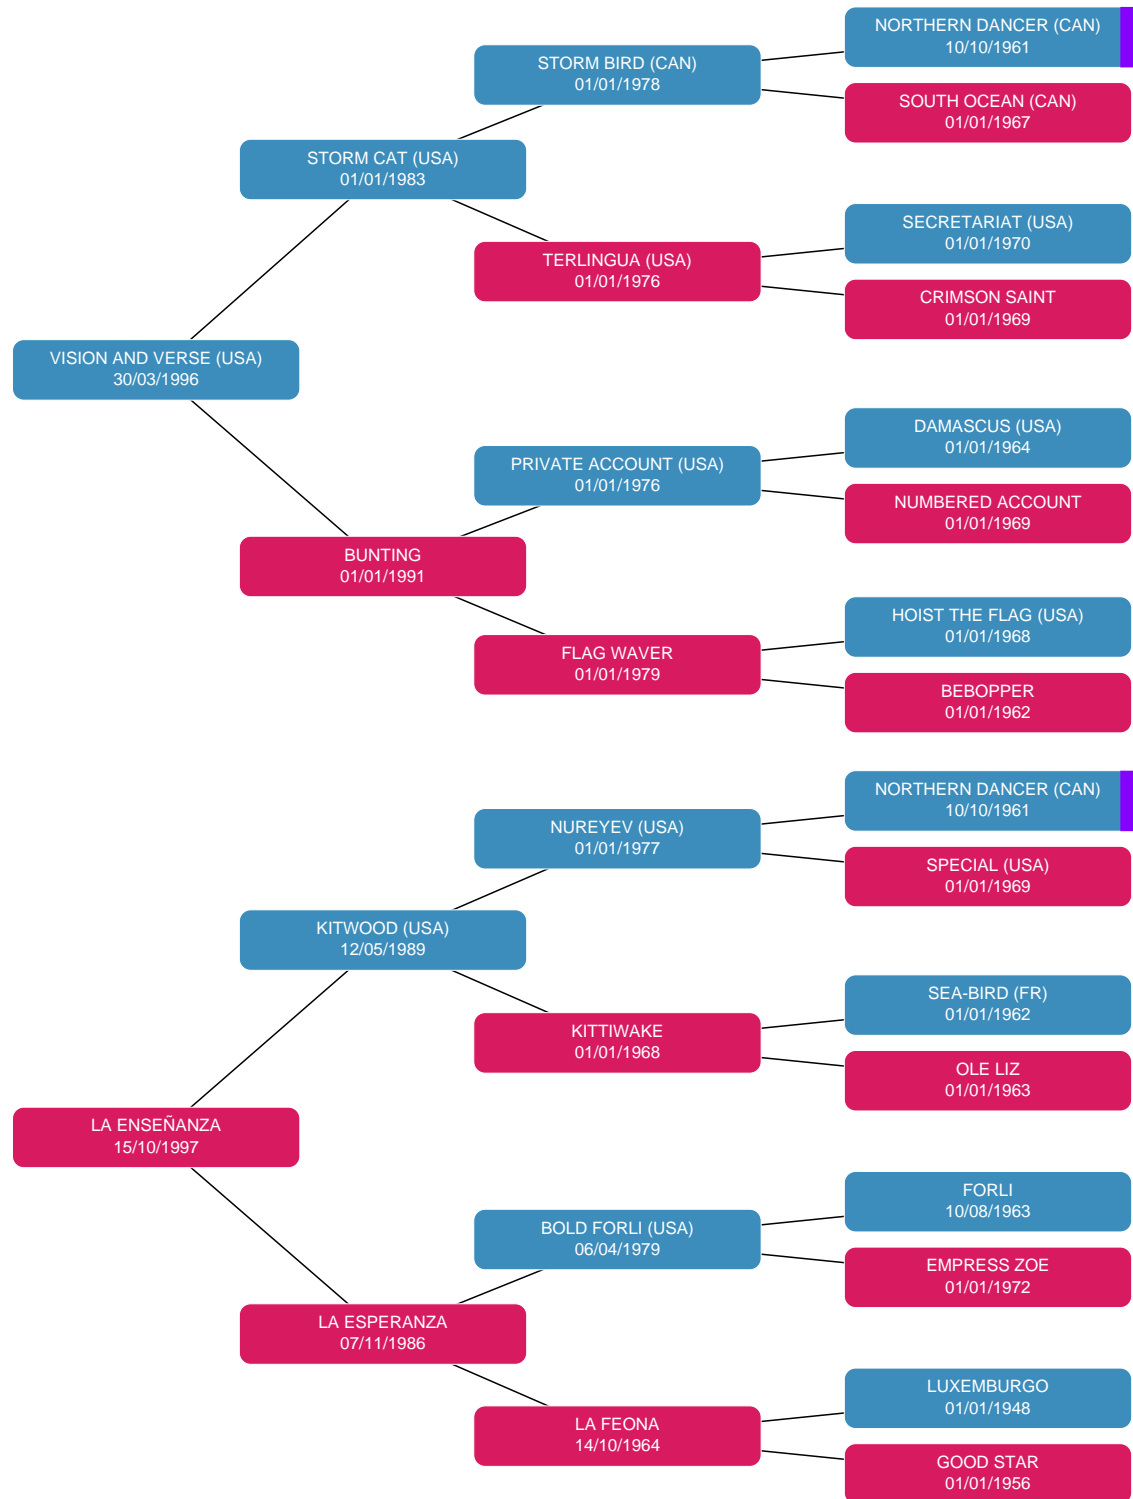 NORTHERN DANCER (CAN)
10/10/1961
STORM BIRD (CAN)
01/01/1978
SOUTH OCEAN (CAN)
01/01/1967
STORM CAT (USA)
01/01/1983
SECRETARIAT (USA)
01/01/1970
TERLINGUA (USA)
01/01/1976
CRIMSON SAINT
01/01/1969
VISION AND VERSE (USA)
30/03/1996
DAMASCUS (USA)
01/01/1964
PRIVATE ACCOUNT (USA)
01/01/1976
NUMBERED ACCOUNT
01/01/1969
BUNTING
01/01/1991
HOIST THE FLAG (USA)
01/01/1968
FLAG WAVER
01/01/1979
BEBOPPER
01/01/1962
NORTHERN DANCER (CAN)
10/10/1961
NUREYEV (USA)
01/01/1977
SPECIAL (USA)
01/01/1969
KITWOOD (USA)
12/05/1989
SEA-BIRD (FR)
01/01/1962
KITTIWAKE
01/01/1968
OLE LIZ
01/01/1963
LA ENSEÑANZA
15/10/1997
FORLI
10/08/1963
BOLD FORLI (USA)
06/04/1979
EMPRESS ZOE
01/01/1972
LA ESPERANZA
07/11/1986
LUXEMBURGO
01/01/1948
LA FEONA
14/10/1964
GOOD STAR
01/01/1956